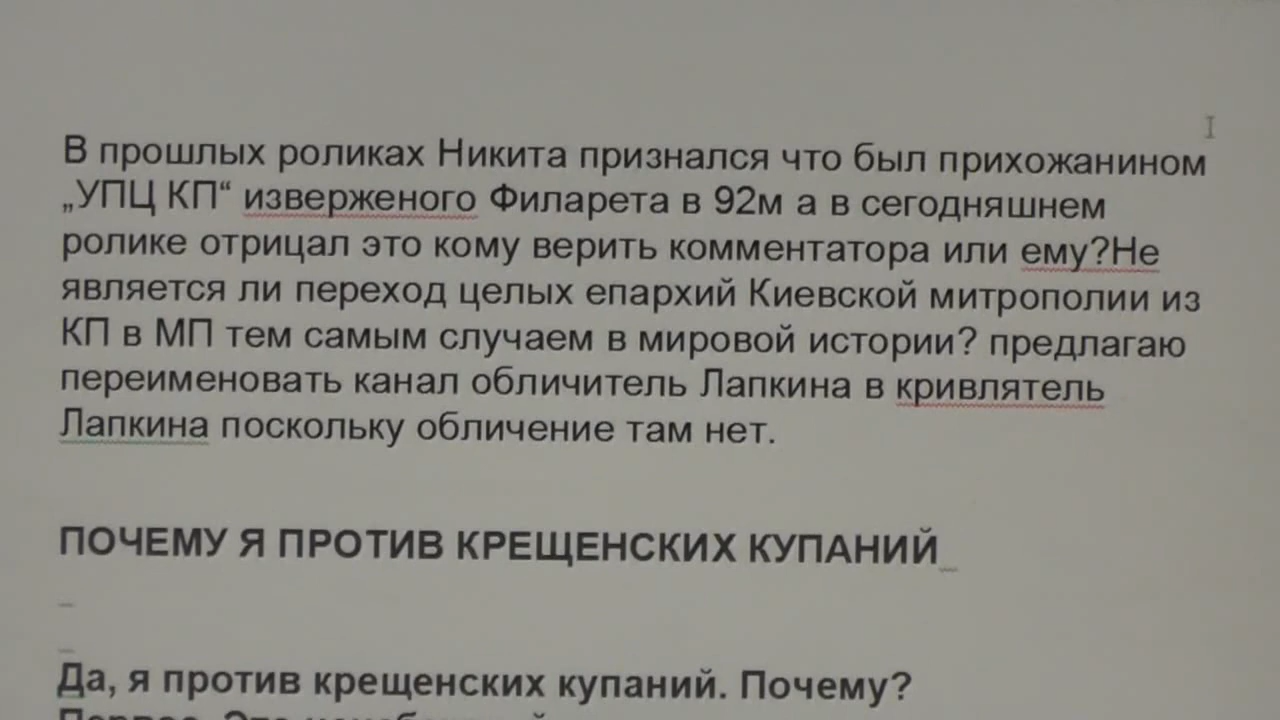 В прошлых роликах Никита признался что был прихожанином
„УПЦ КП“ изверженого Филарета в 92м а в сегодняшнем
ролике отрицал это кому верить комментатора или ему?Не
является ли переход целых епархий Киевской митрополии из
КП в МП тем самым случаем в мировой истории? предлагаю
переименовать канал обличитель Лапкина в кривлятель
Лапкина поскольку обличение там нет.
ПОЧЕМУ Я ПРОТИВ КРЕЩЕНСКИХ КУПАНИЙ
Да, я против крещенских купаний. Почему?
Первое. Это